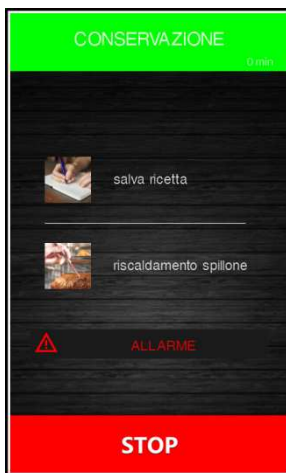 CONSERVAZIONE
0 min
salva ricetta
riscaldamento spillone
ALLARME
STOP